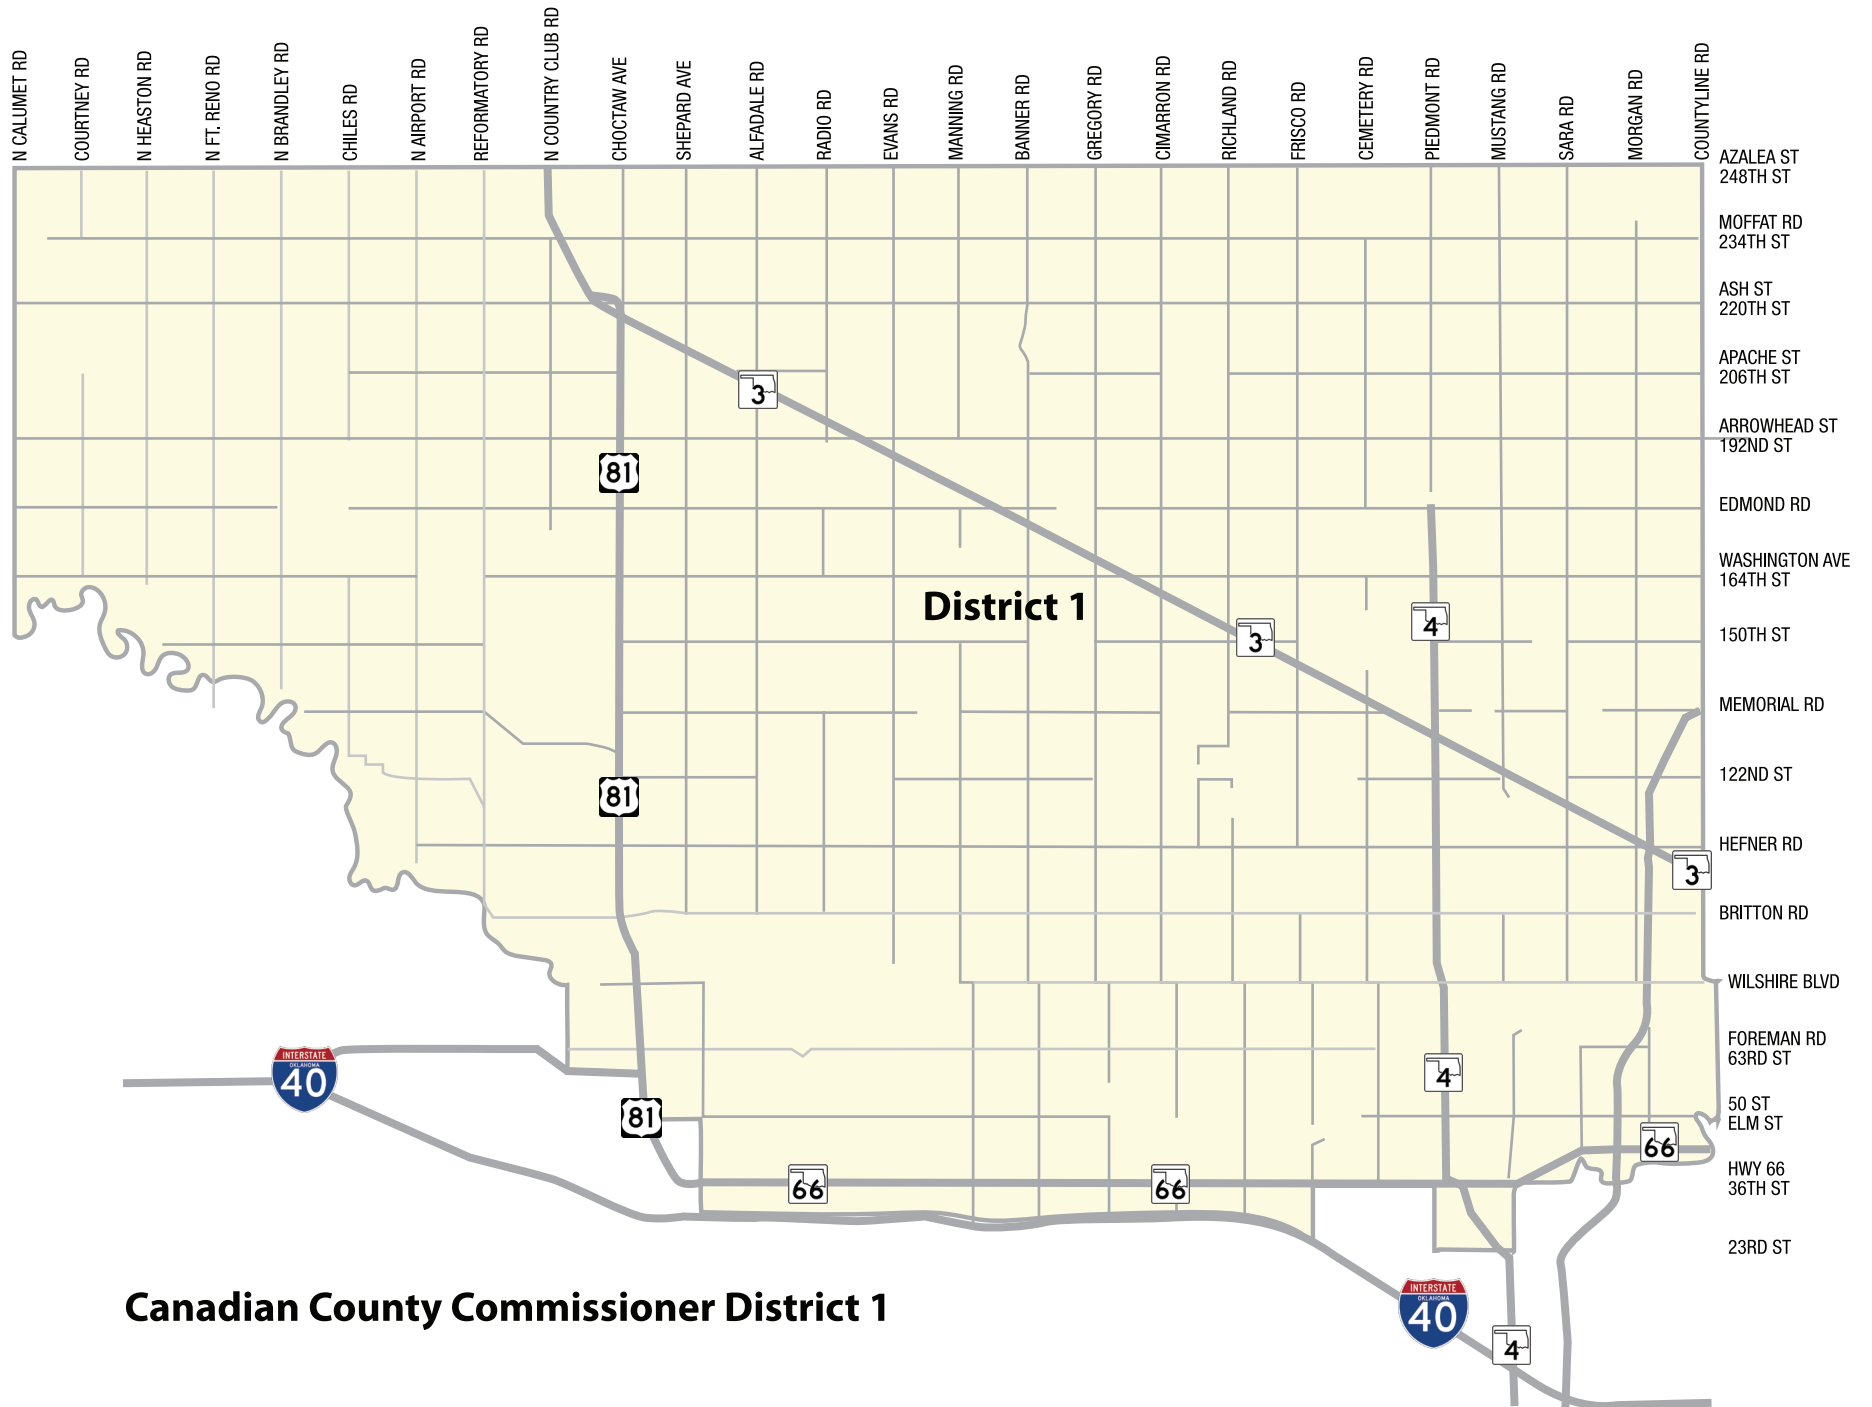 N CALUMET RD
COURTNEY RD
N HEASTON RD
N FT. RENO RD
N BRANDLEY RD
CHILES RD
N AIRPORT RD
REFORMATORY RD
N COUNTRY CLUB RD
CHOCTAW AVE
SHEPARD AVE
ALFADALE RD
RADIO RD
EVANS RD
MANNING RD
BANNER RD
GREGORY RD
CIMARRON RD
RICHLAND RD
FRISCO RD
CEMETERY RD
PIEDMONT RD
MUSTANG RD
SARA RD
MORGAN RD
COUNTYLINE RD
AZALEA ST
248TH ST
MOFFAT RD
234TH ST
ASH ST
220TH ST
APACHE ST
206TH ST
3
ARROWHEAD ST
192ND ST
81
EDMOND RD
WASHINGTON AVE
164TH ST
District 1
4
3
150TH ST
MEMORIAL RD
122ND ST
81
HEFNER RD
3
BRITTON RD
WILSHIRE BLVD
FOREMAN RD
63RD ST
INTERSTATE
OKLAHOMA
40
4
81
50 ST
ELM ST
66
HWY 66
36TH ST
66
66
23RD ST
Canadian County Commissioner District 1
INTERSTATE
OKLAHOMA
40
4